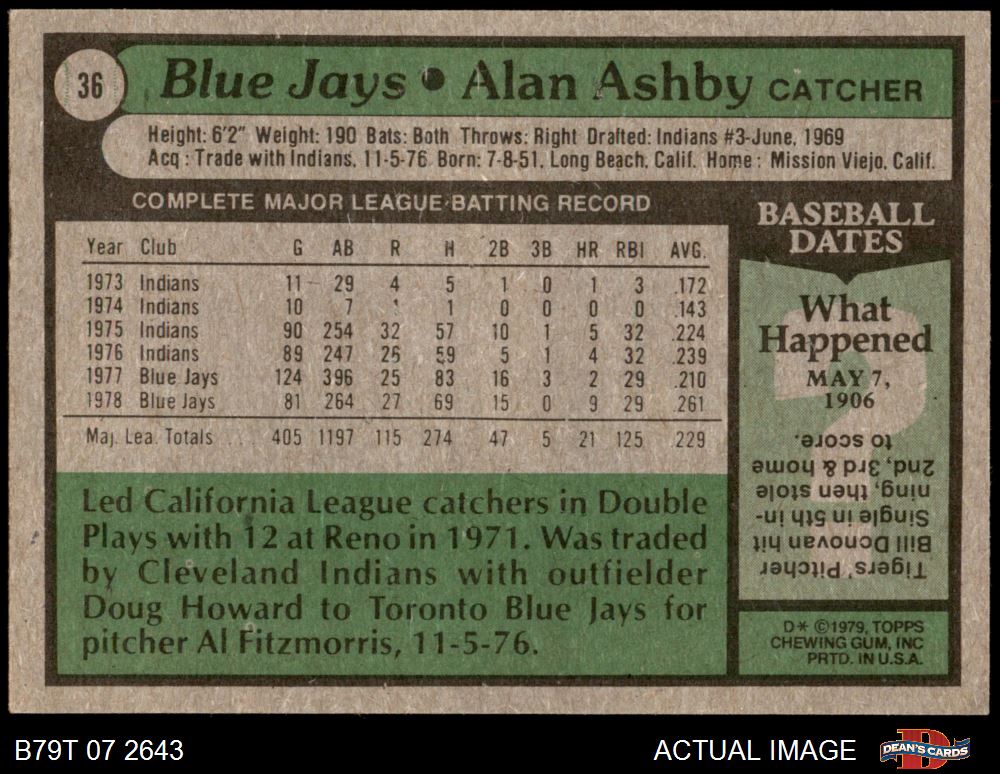 36
Blue Jays • Alan Ashby CATCHER
Height: 6'2" Weight: 190 Bats: Both Throws: Right Drafted: Indians #3-June, 1969
Acq: Trade with Indians, 11-5-76 Born: 7-8-51, Long Beach, Calif. Home: Mission Viejo, Calif.
COMPLETE MAJOR LEAGUE BATTING RECORD
Year Club G AB R H 2B 3B HR RBI AVG.
1973 Indians 11 29 4 5 1 0 1 3 .172
1974 Indians 10 7 1 0 0 0 0 .143
1975 Indians 90 254 32 57 10 1 5 32 .224
1976 Indians 89 247 26 59 5 1 4 32 .239
1977 Blue Jays 124 396 25 83 16 3 2 29 .210
1978 Blue Jays 81 264 27 69 15 0 9 29 .261
Maj. Lea. Totals ... 405 1197 115 274 47 5 21 125 .229
Led California League catchers in Double
Plays with 12 at Reno in 1971. Was traded
by Cleveland Indians with outfielder
Doug Howard to Toronto Blue Jays for
pitcher Al Fitzmorris, 11-5-76.
BASEBALL
DATES
What
Happened
MAY 7,
1906
Tigers' Pitcher
Bill Donovan hit
Single in 5th in-
ning, then stole
2nd, 3rd & home
to score.
D* ©1979, TOPPS
CHEWING GUM, INC
PRTD. IN U.S.A.
B79T 07 2643
ACTUAL IMAGE
DEAN'S CARDS